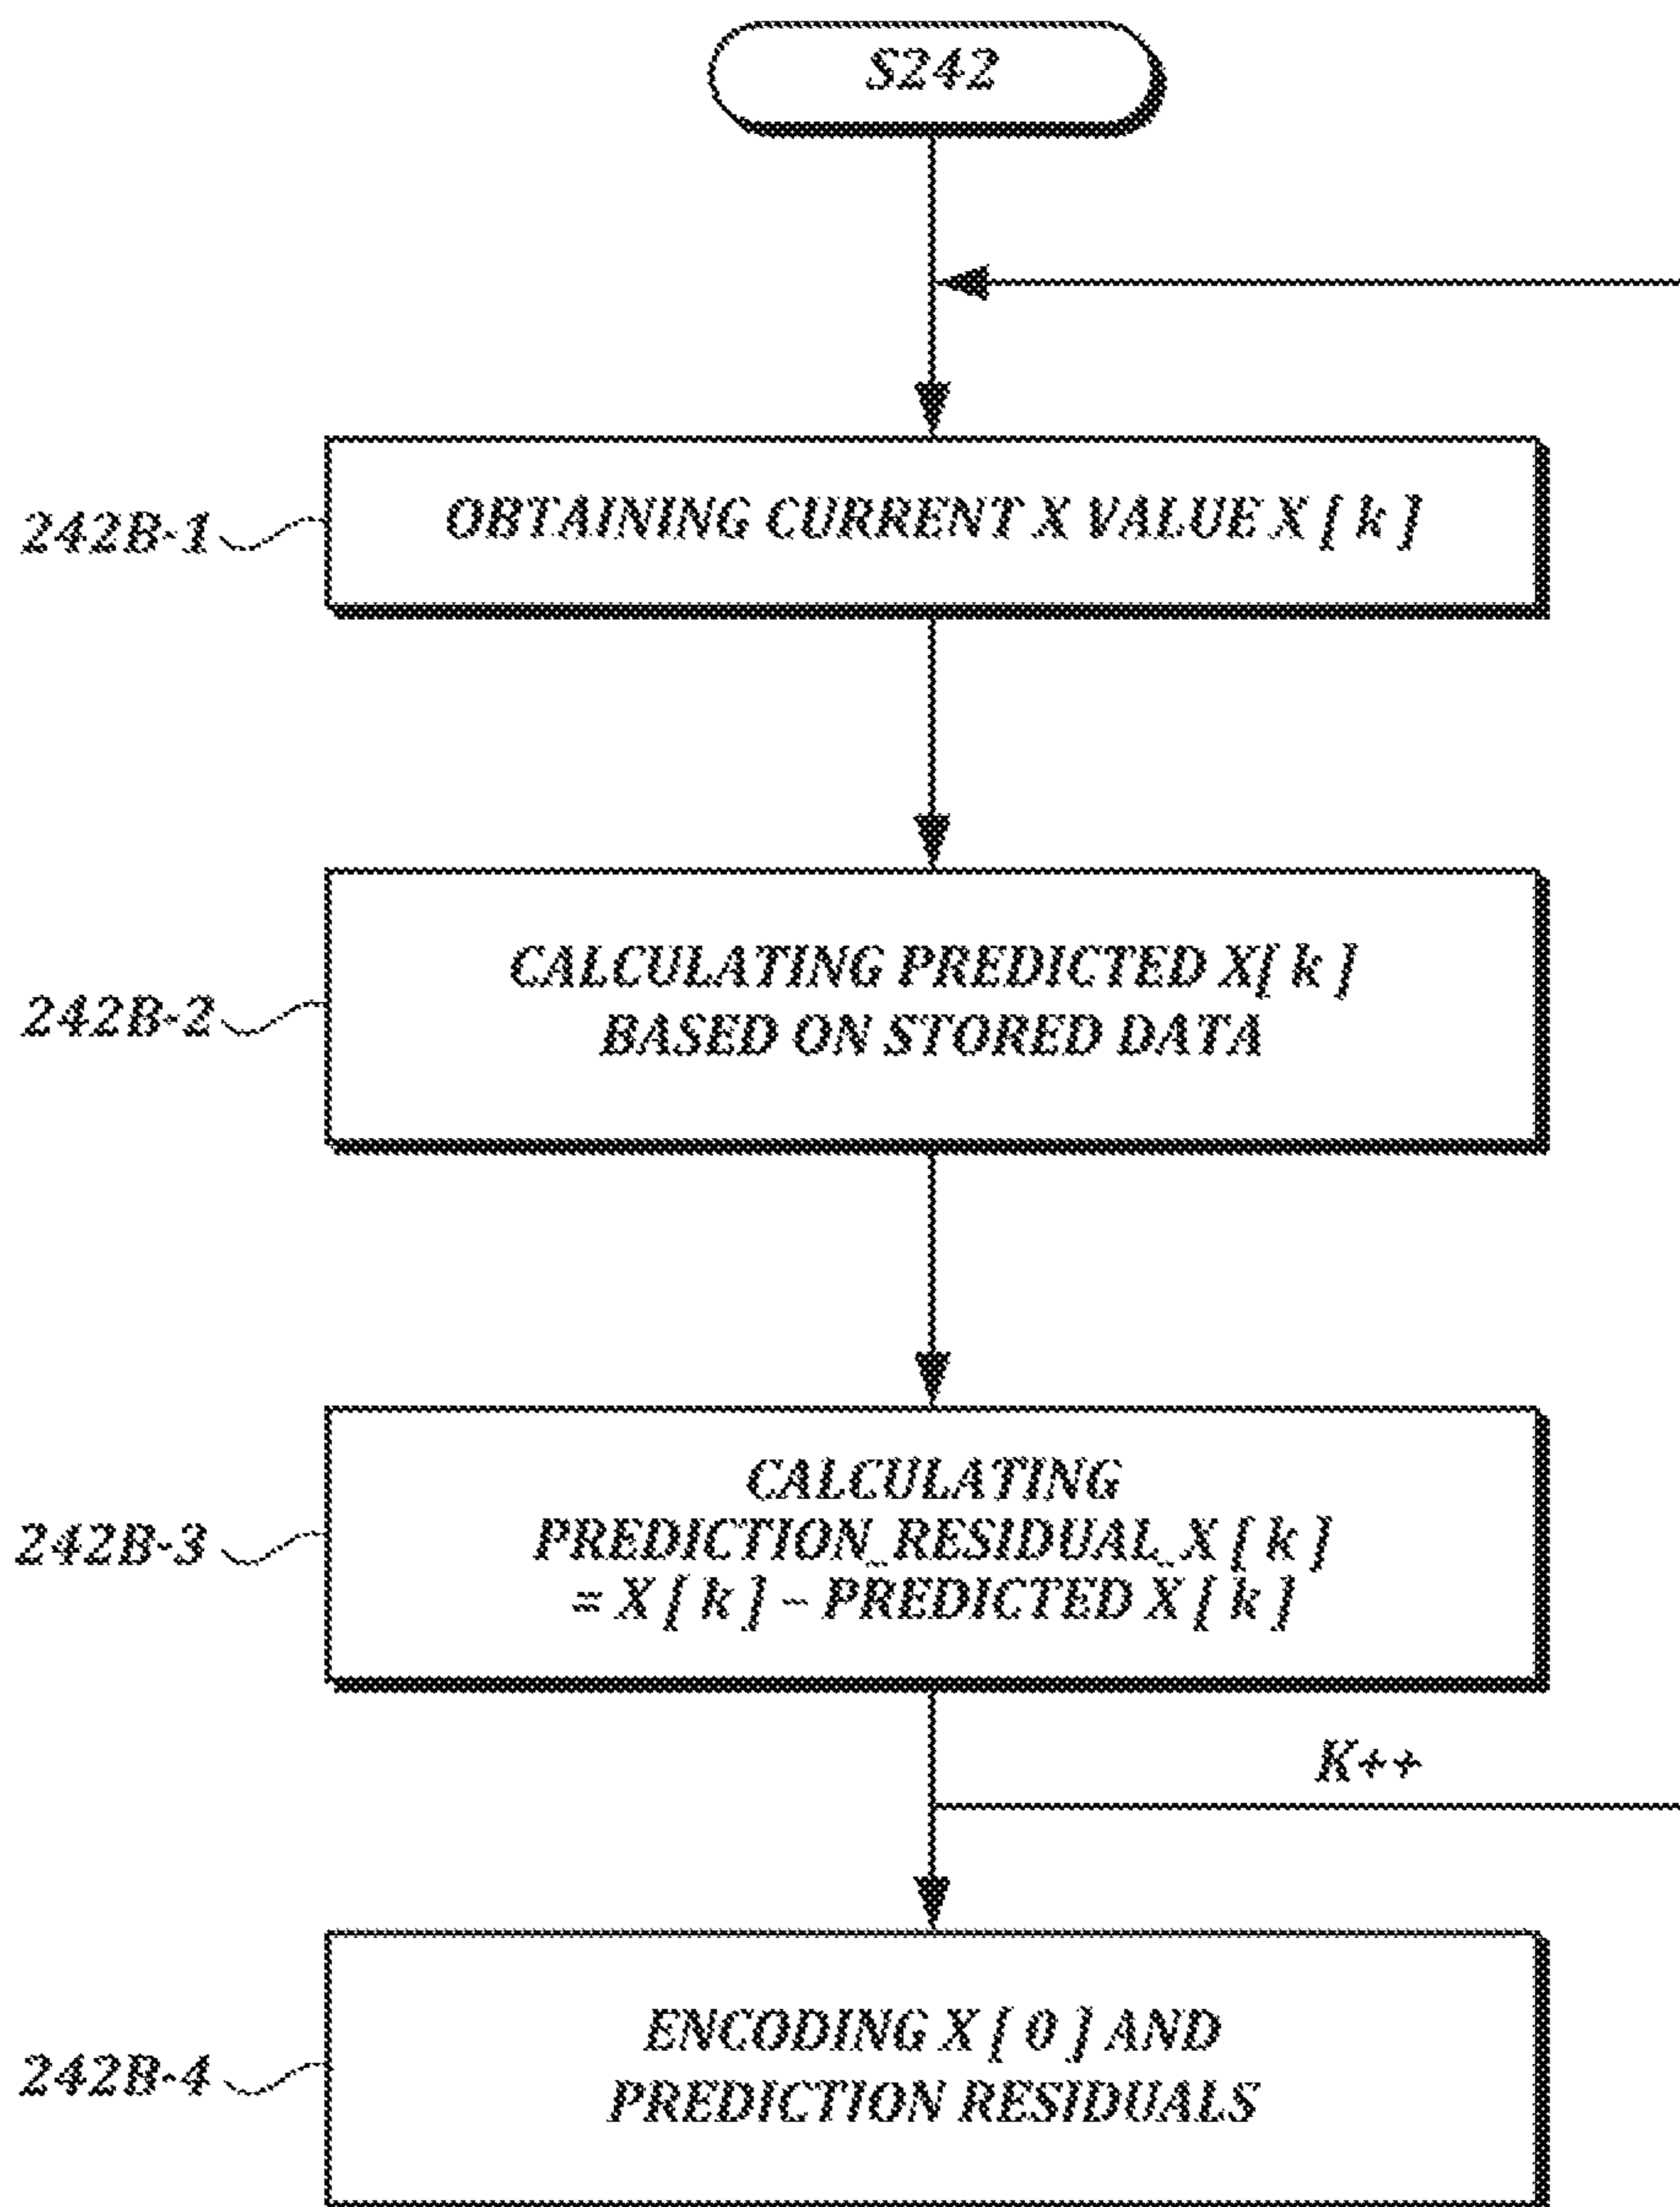 S242
242B-1
OBTAINING CURRENT X VALUE X [ k ]
242B-2
CALCULATING PREDICTED X[ k ]
BASED ON STORED DATA
242B-3
CALCULATING
PREDICTION_RESIDUAL_X [ k ]
= X [ k ] - PREDICTED X [ k ]
K++
242B-4
ENCODING X [ 0 ] AND
PREDICTION RESIDUALS